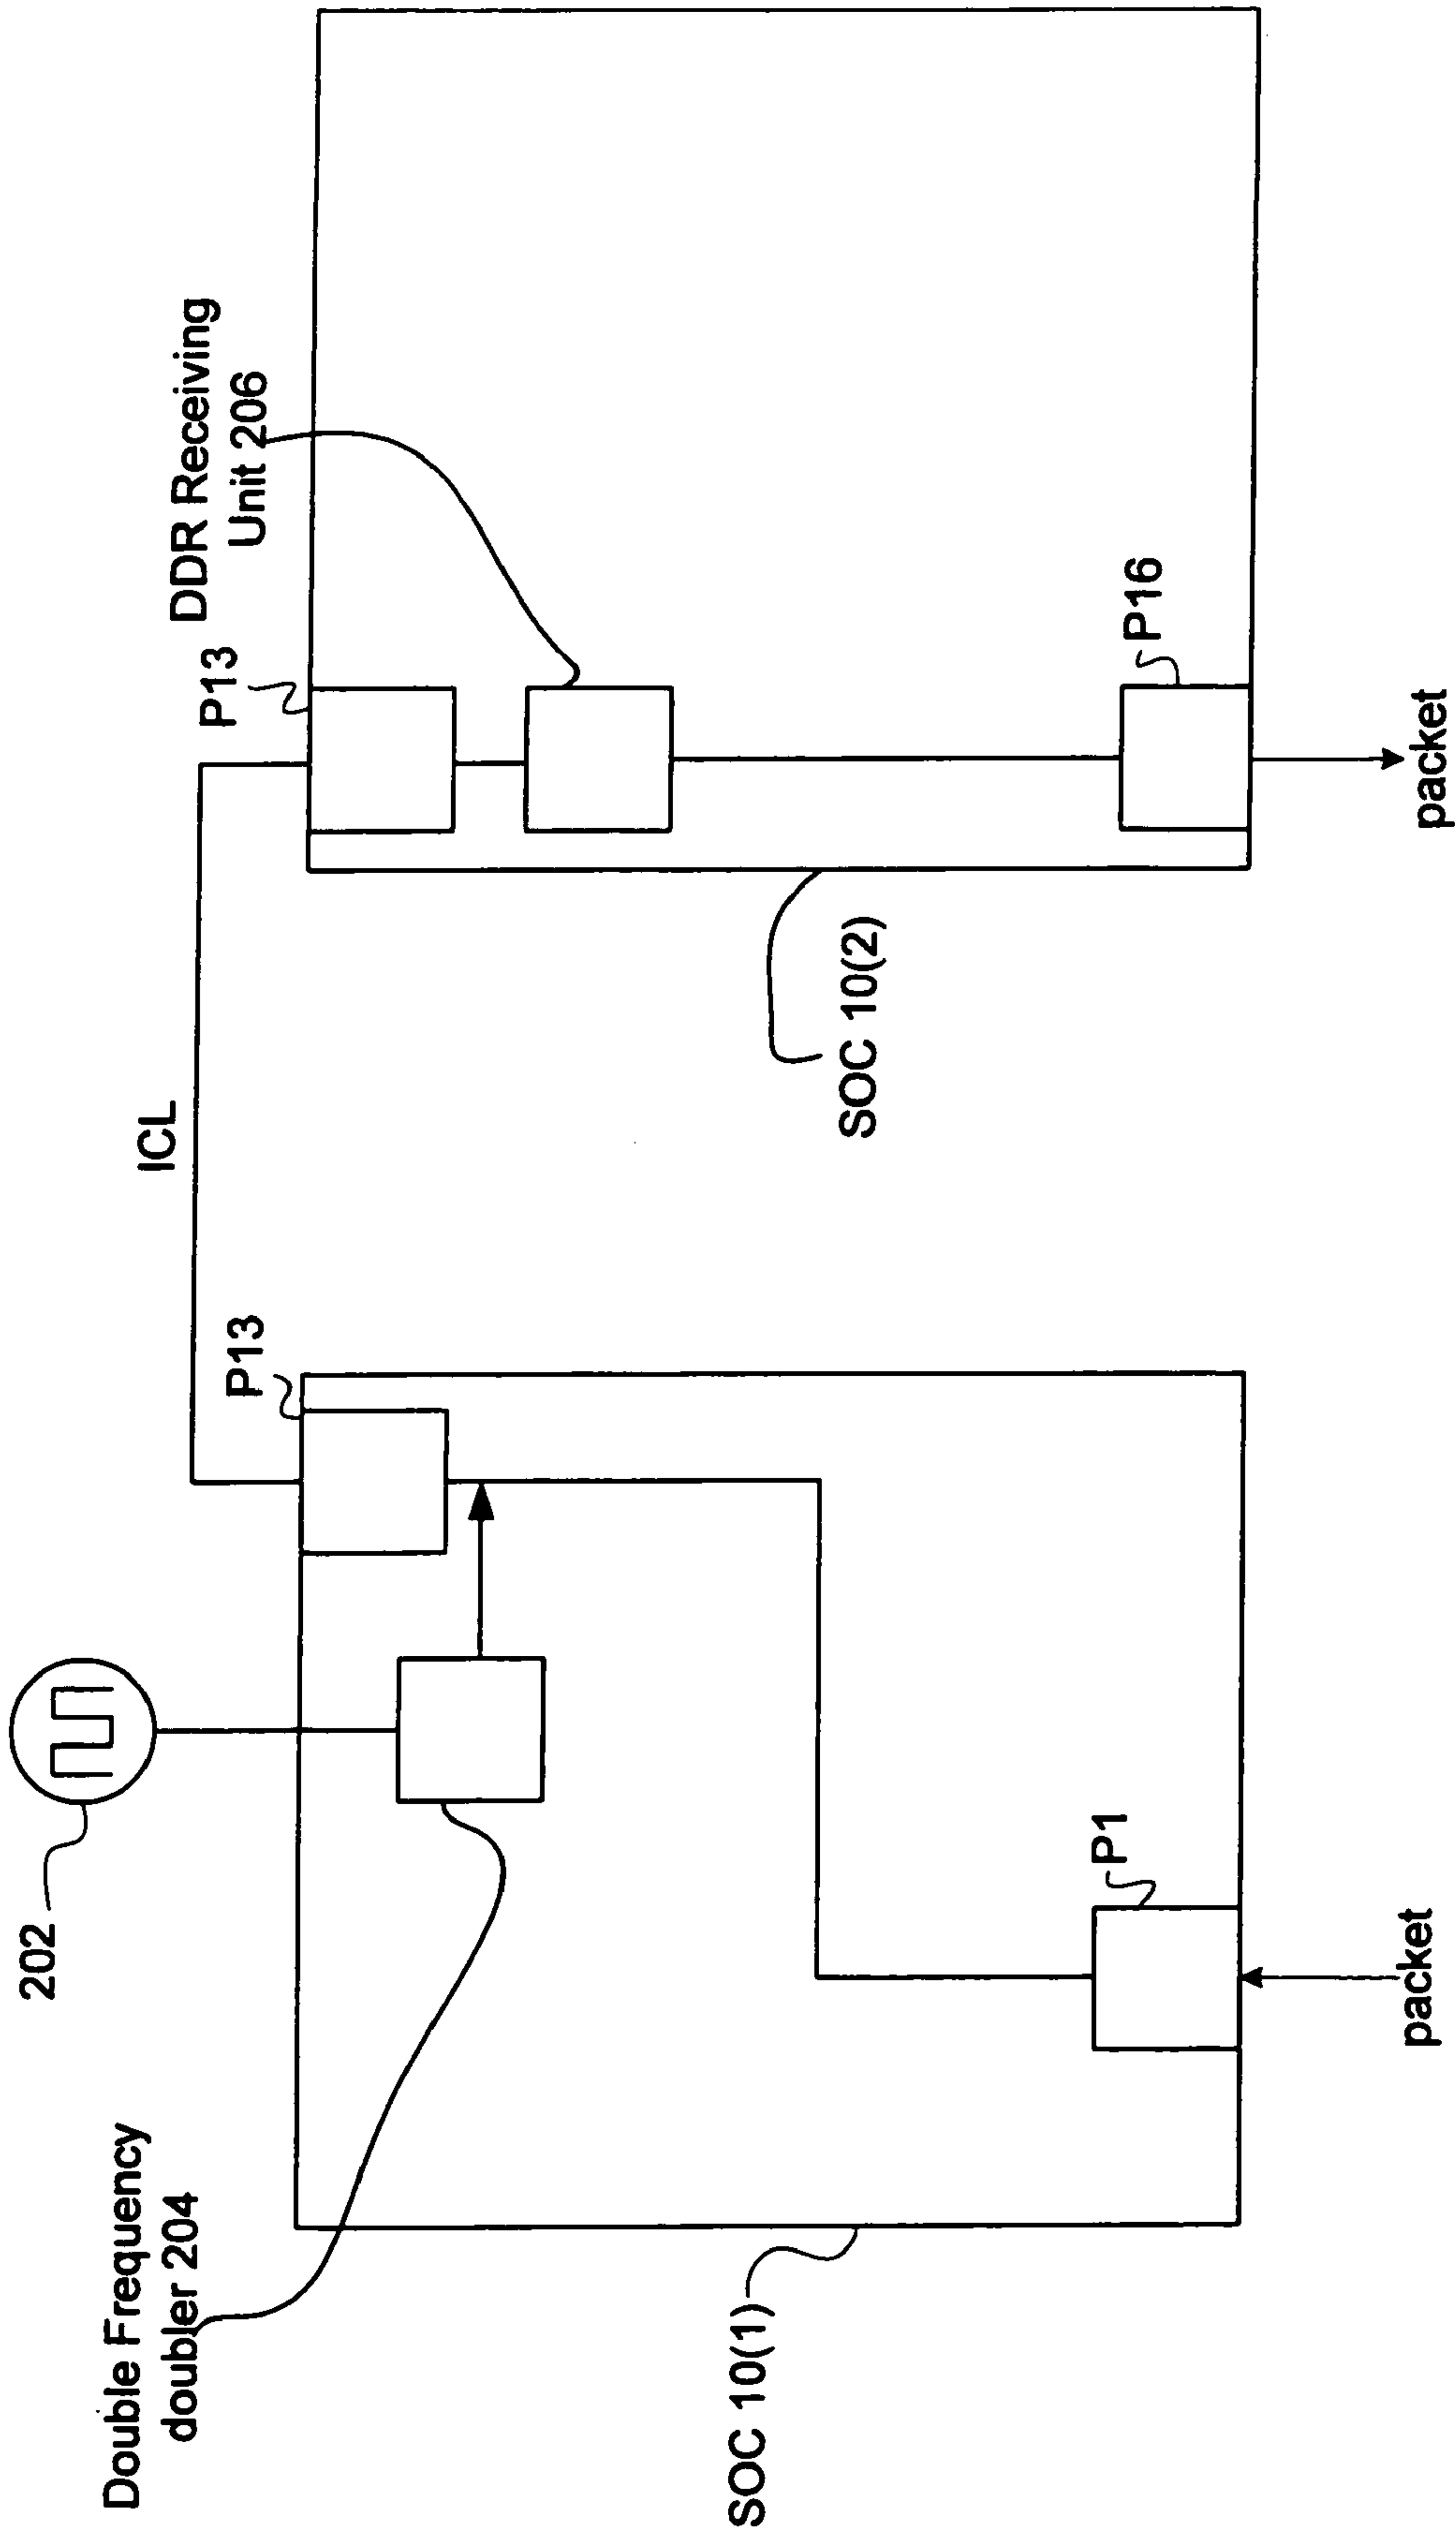 202
Double Frequency
doubler 204
P13
ICL
P13
DDR Receiving
Unit 206
SOC 10(1)
P1
packet
SOC 10(2)
P16
packet